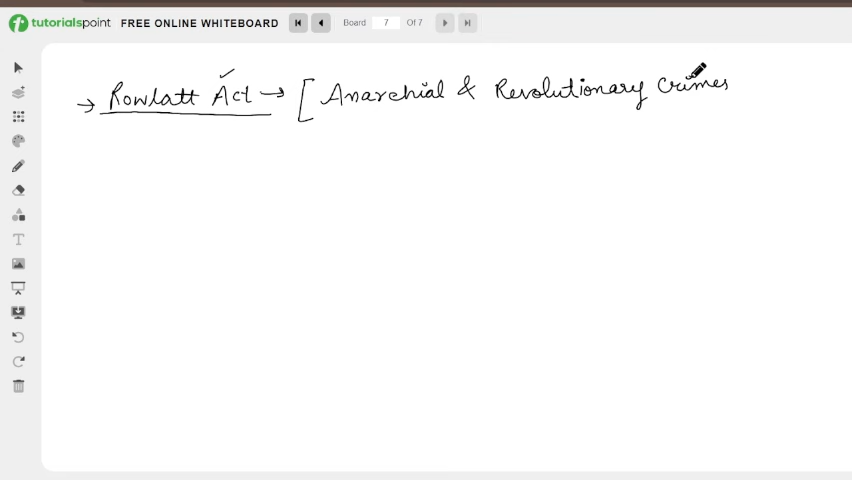 tutorialspoint FREE ONLINE WHITEBOARD Board 7 Of 7
→ Rowlatt Act → [ Anarchial & Revolutionary Crimes
T